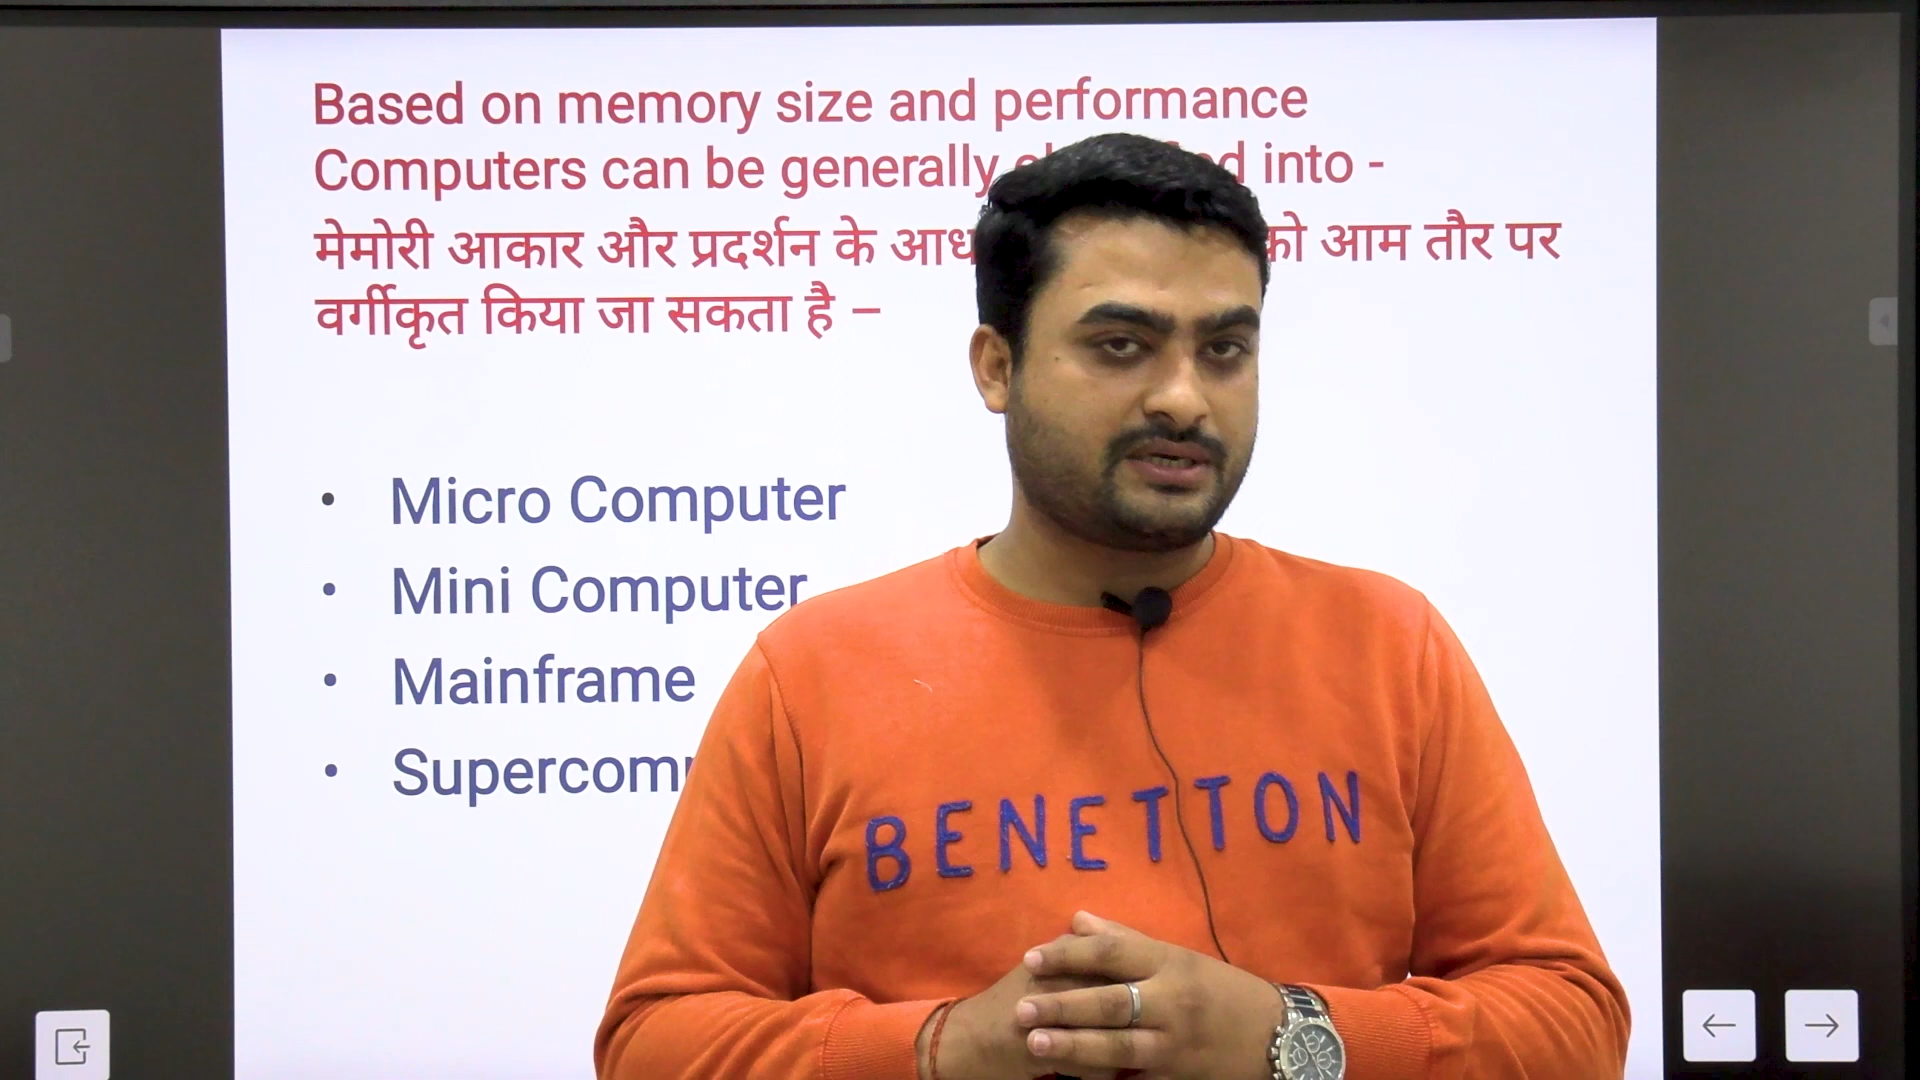 Based on memory size and performance
Computers can be generally into -
मेमोरी आकार और प्रदर्शन के को आम तौर पर
वर्गीकृत किया जा सकता है –
• Micro Computer
• Mini Computer
• Mainframe
•
BENETTON